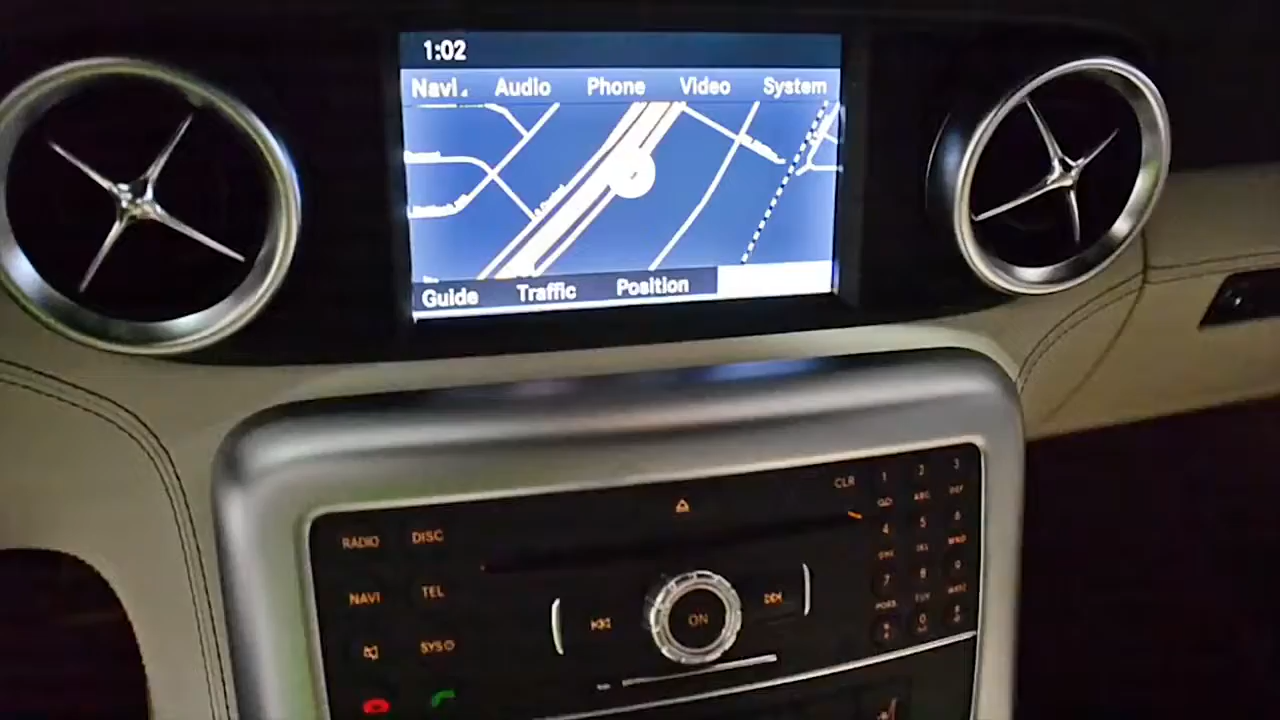 1:02
Navi Audio Phone Video System
Guide Traffic Position
CLR 1 2 3
RADIO DISC
4 5 6
NAVI TEL
7 8 9
ON
SYS
0